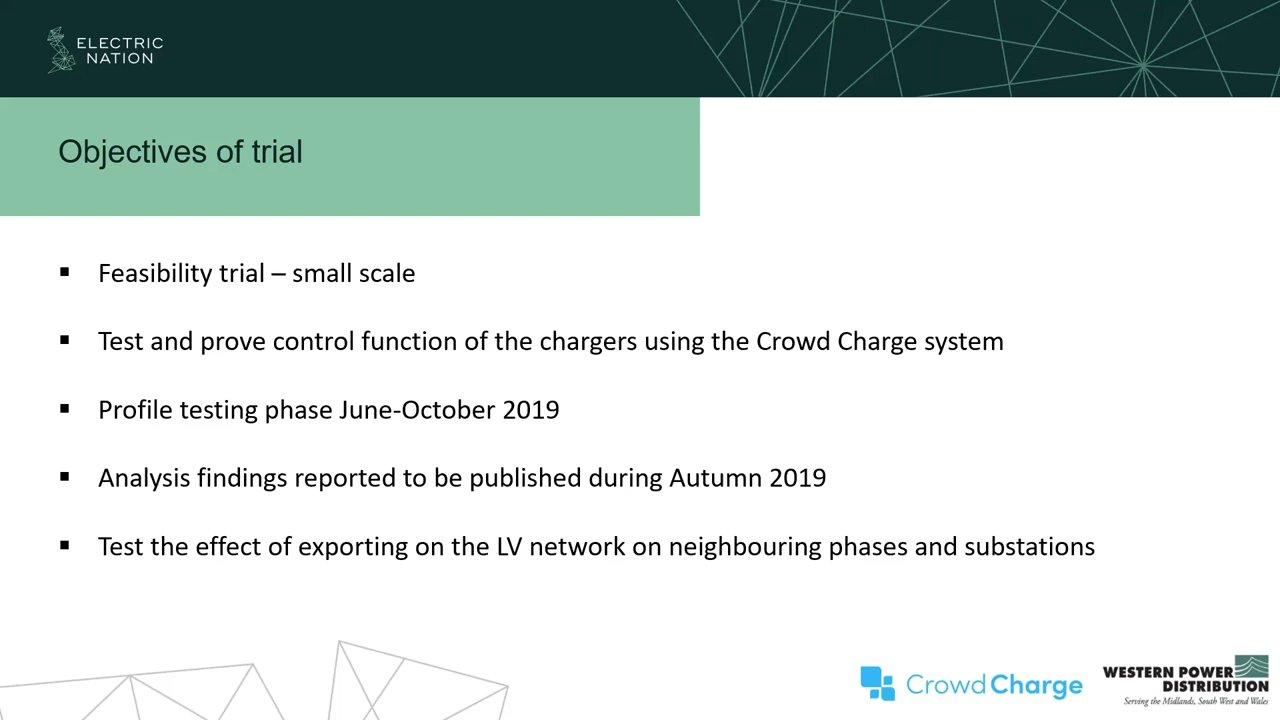 ELECTRIC
NATION
Objectives of trial
▪ Feasibility trial – small scale
▪ Test and prove control function of the chargers using the Crowd Charge system
▪ Profile testing phase June-October 2019
▪ Analysis findings reported to be published during Autumn 2019
▪ Test the effect of exporting on the LV network on neighbouring phases and substations
CrowdCharge
WESTERN POWER
DISTRIBUTION
Serving the Midlands, South West and Wales